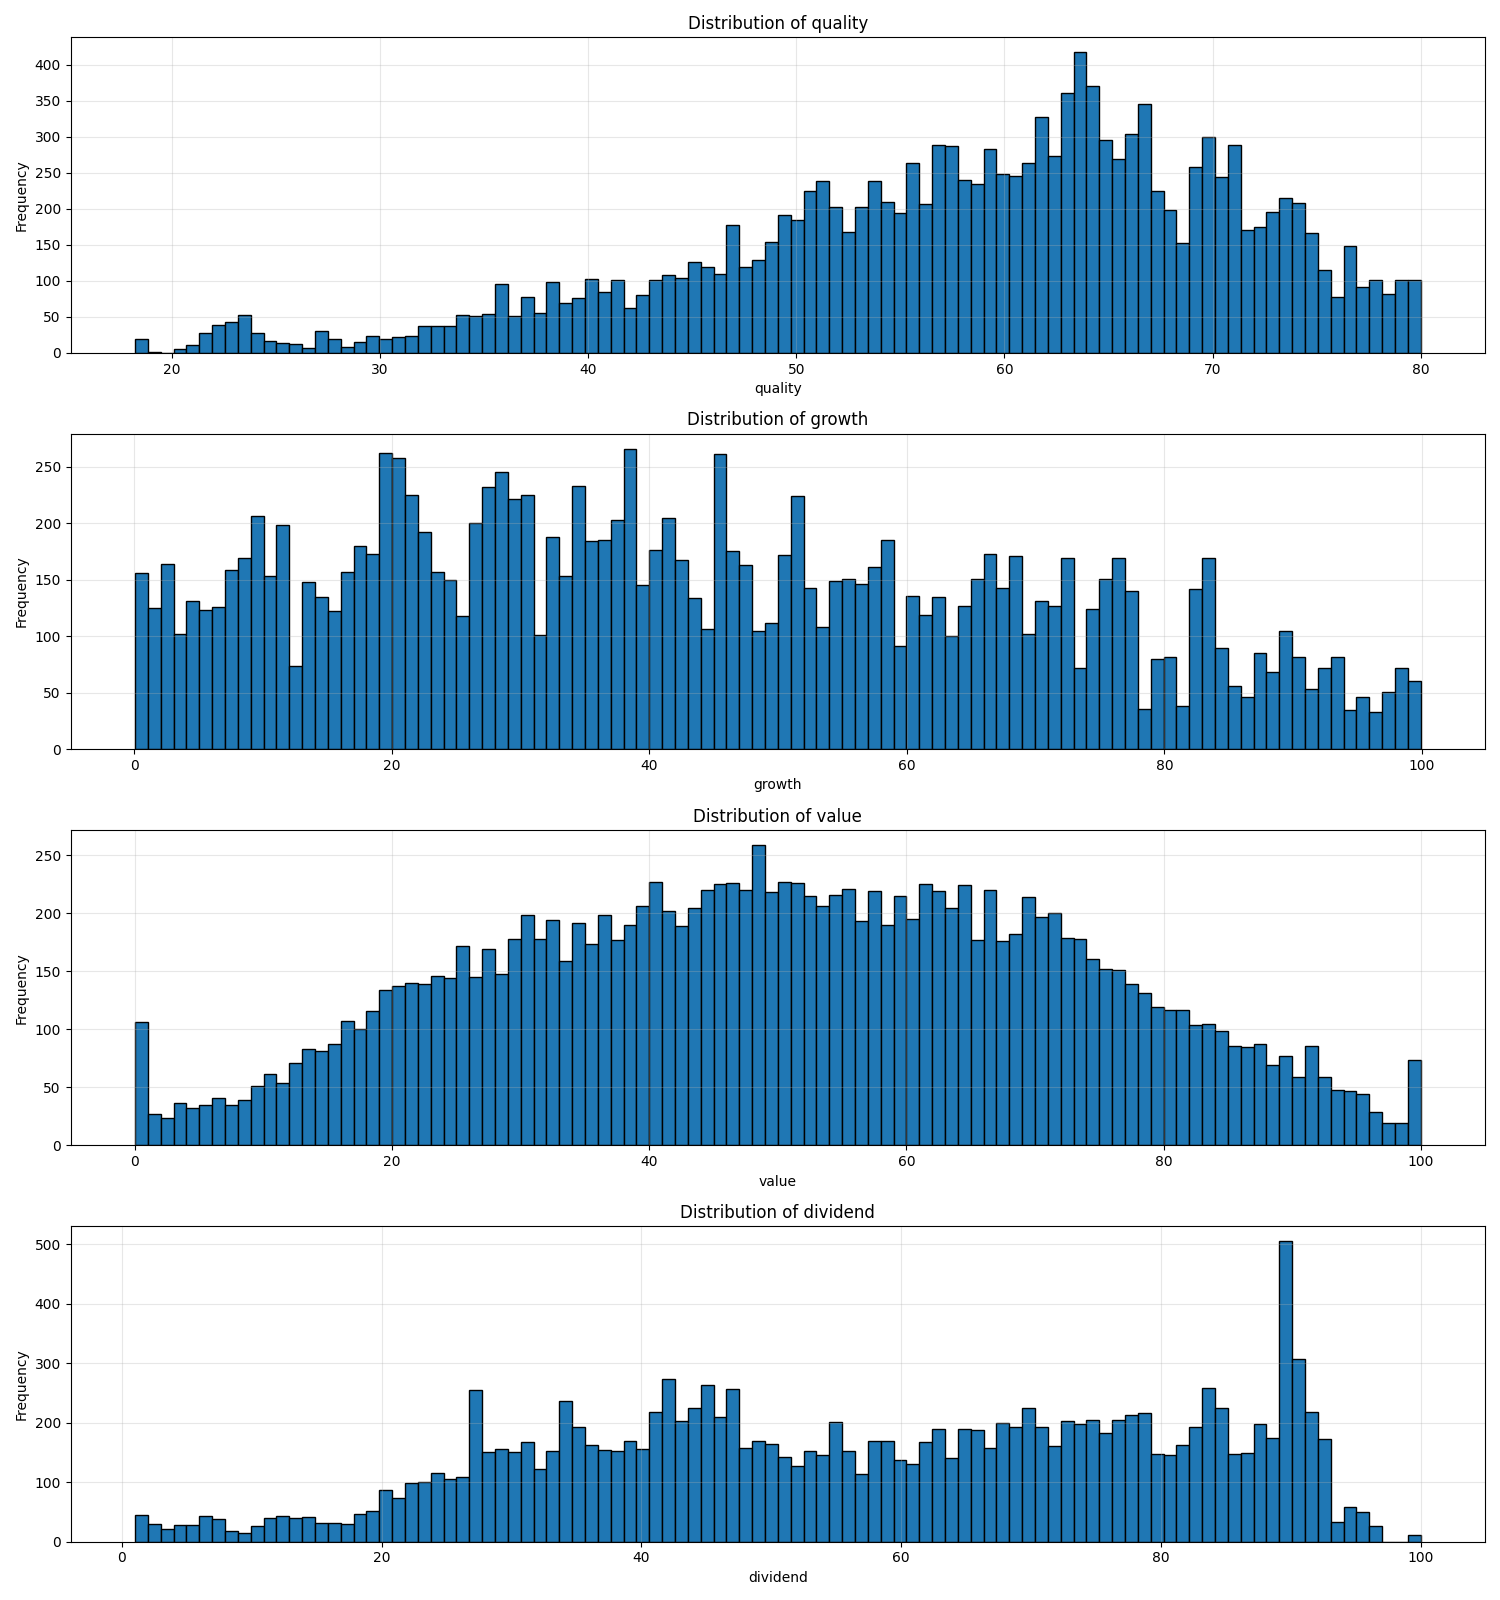 Distribution of quality
400
350
300
250
200
150
100
50
0
Frequency
20 30 40 50 60 70 80
quality
Distribution of growth
250
200
150
100
50
0
Frequency
0 20 40 60 80 100
growth
Distribution of value
250
200
150
100
50
0
Frequency
0 20 40 60 80 100
value
Distribution of dividend
500
400
300
200
100
0
Frequency
0 20 40 60 80 100
dividend